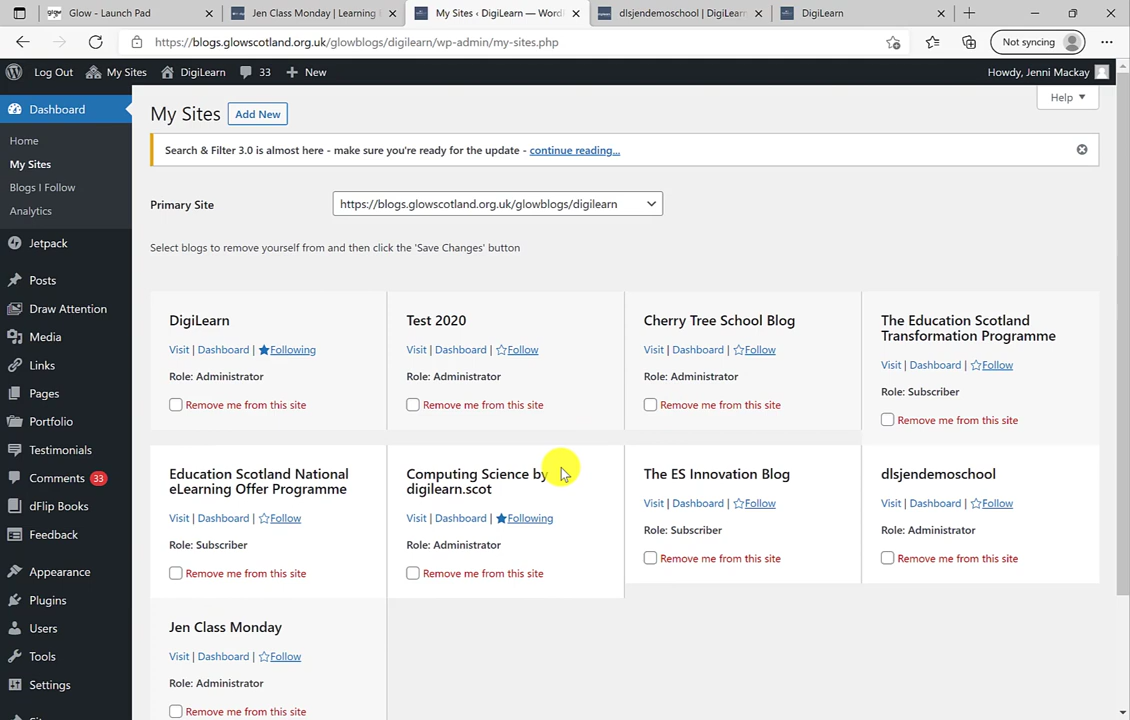 Glow - Launch Pad
Jen Class Monday | Learning
My Sites ‹ DigiLearn — Word
dlsjendemoschool | DigiLearn
DigiLearn
https://blogs.glowscotland.org.uk/glowblogs/digilearn/wp-admin/my-sites.php
Not syncing
Log Out
My Sites
DigiLearn
33
New
Howdy, Jenni Mackay
Dashboard
Home
My Sites
Blogs I Follow
Analytics
Jetpack
Posts
Draw Attention
Media
Links
Pages
Portfolio
Testimonials
Comments 33
dFlip Books
Feedback
Appearance
Plugins
Users
Tools
Settings
Help
My Sites Add New
Search & Filter 3.0 is almost here - make sure you're ready for the update - continue reading...
Primary Site
https://blogs.glowscotland.org.uk/glowblogs/digilearn
Select blogs to remove yourself from and then click the 'Save Changes' button
DigiLearn
Visit | Dashboard | Following
Role: Administrator
Remove me from this site
Test 2020
Visit | Dashboard | Follow
Role: Administrator
Remove me from this site
Cherry Tree School Blog
Visit | Dashboard | Follow
Role: Administrator
Remove me from this site
The Education Scotland
Transformation Programme
Visit | Dashboard | Follow
Role: Subscriber
Remove me from this site
Education Scotland National
eLearning Offer Programme
Visit | Dashboard | Follow
Role: Subscriber
Remove me from this site
Computing Science by
digilearn.scot
Visit | Dashboard | Following
Role: Administrator
Remove me from this site
The ES Innovation Blog
Visit | Dashboard | Follow
Role: Subscriber
Remove me from this site
dlsjendemoschool
Visit | Dashboard | Follow
Role: Administrator
Remove me from this site
Jen Class Monday
Visit | Dashboard | Follow
Role: Administrator
Remove me from this site